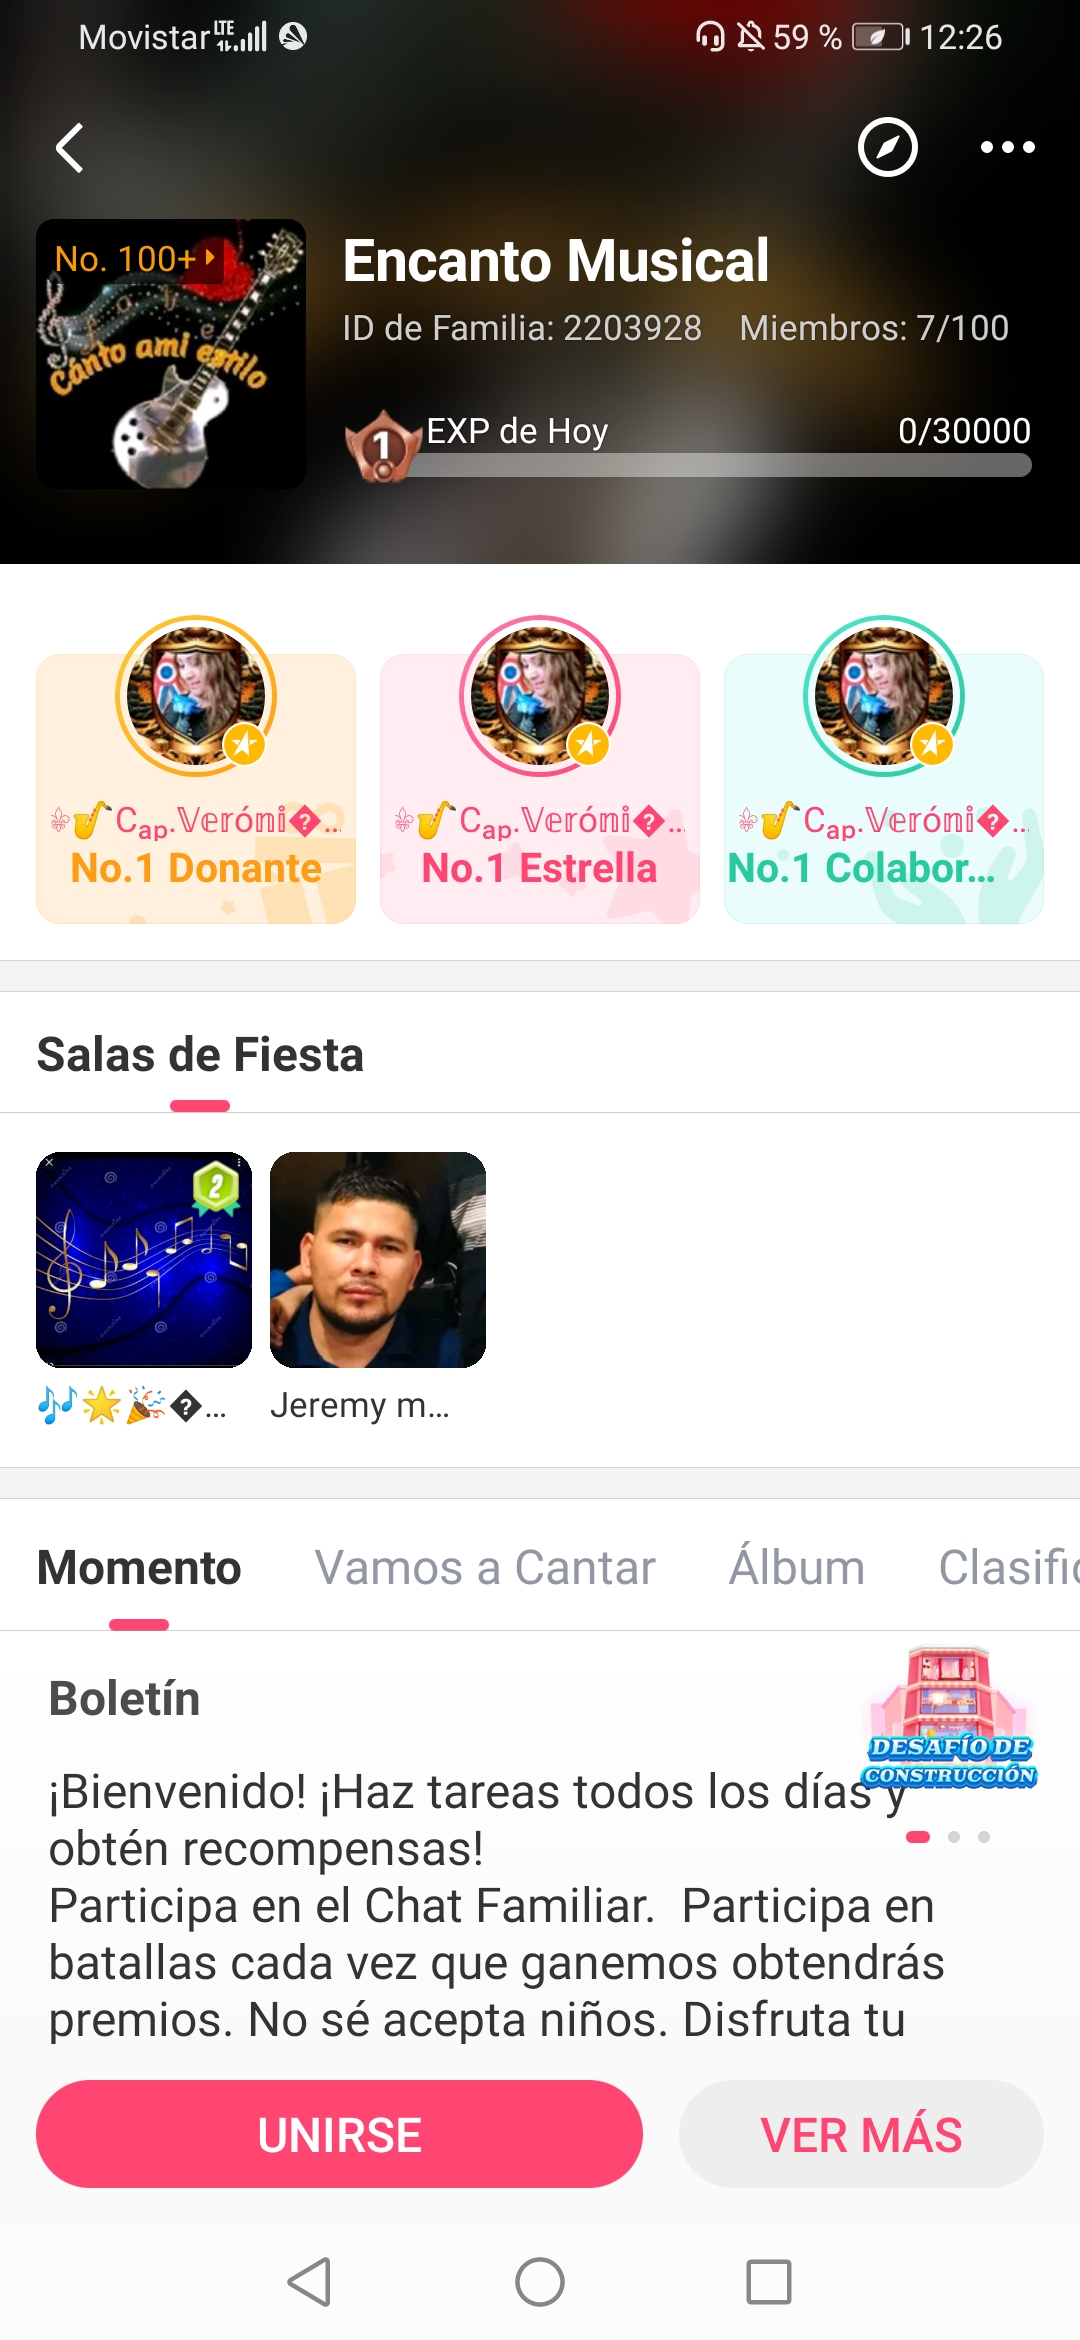 Movistar LTE 59 % 12:26
No. 100+
Canto ami estilo
Encanto Musical
ID de Familia: 2203928 Miembros: 7/100
1 EXP de Hoy 0/30000
⚜🎷Cₐₚ.𝕍𝕖𝕣ó𝕟𝕚�... ⚜🎷Cₐₚ.𝕍𝕖𝕣ó𝕟𝕚�... ⚜🎷Cₐₚ.𝕍𝕖𝕣ó𝕟𝕚�...
No.1 Donante No.1 Estrella No.1 Colabor...
Salas de Fiesta
2
🎶🌟🎉�... Jeremy m...
Momento Vamos a Cantar Álbum Clasific
Boletín
DESAFÍO DE
CONSTRUCCIÓN
¡Bienvenido! ¡Haz tareas todos los días y
obtén recompensas!
Participa en el Chat Familiar. Participa en
batallas cada vez que ganemos obtendrás
premios. No sé acepta niños. Disfruta tu
UNIRSE VER MÁS